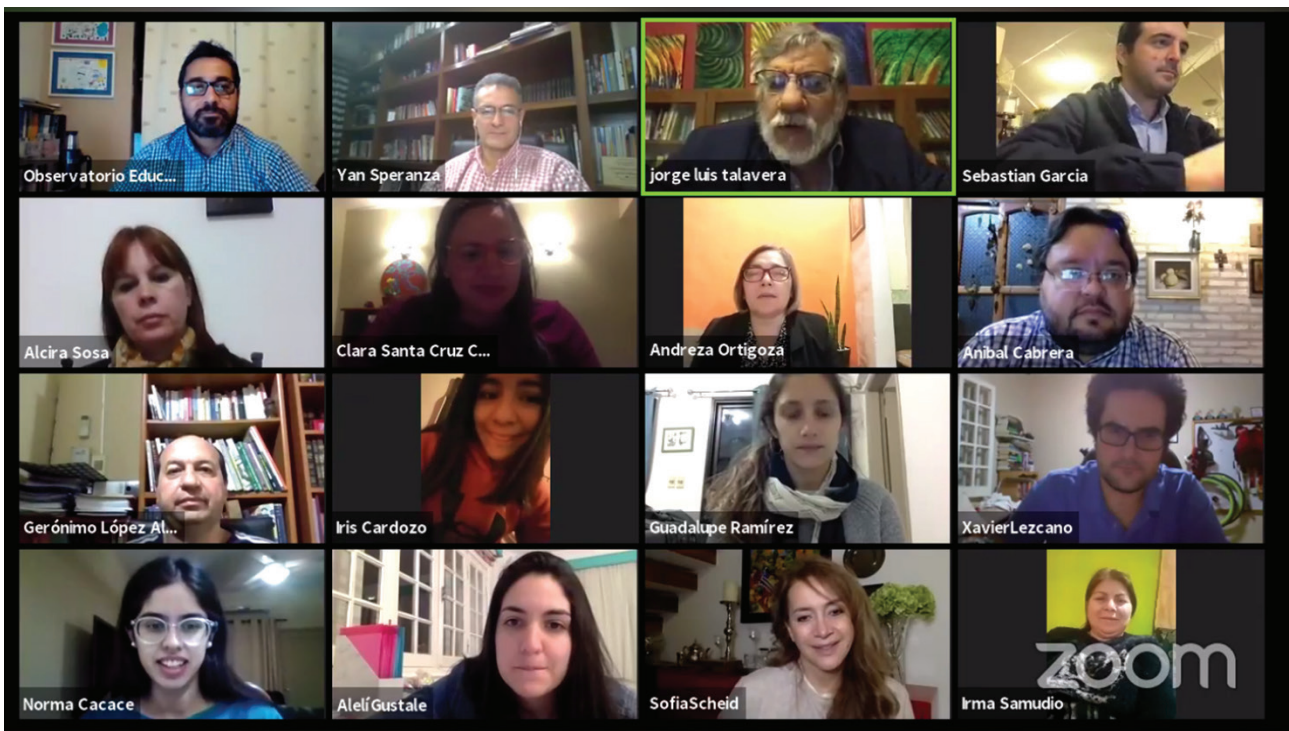 Observatorio Educ...
Yan Speranza
jorge luis talavera
Sebastian Garcia
Alcira Sosa
Clara Santa Cruz C...
Andreza Ortigoza
Anibal Cabrera
Gerónimo López Al...
Iris Cardozo
Guadalupe Ramírez
XavierLezcano
Norma Cacace
AlelíGustale
SofiaScheid
Irma Samudio
zoom